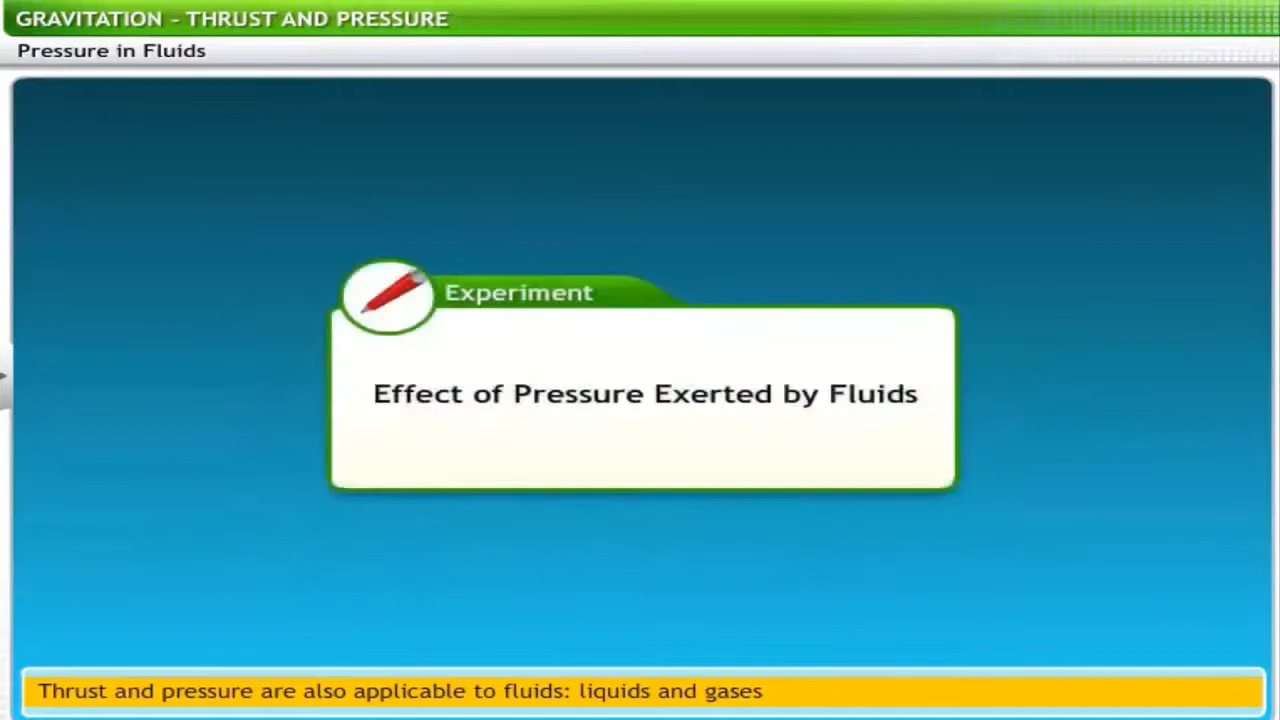 GRAVITATION - THRUST AND PRESSURE
Pressure in Fluids
Experiment
Effect of Pressure Exerted by Fluids
Thrust and pressure are also applicable to fluids: liquids and gases